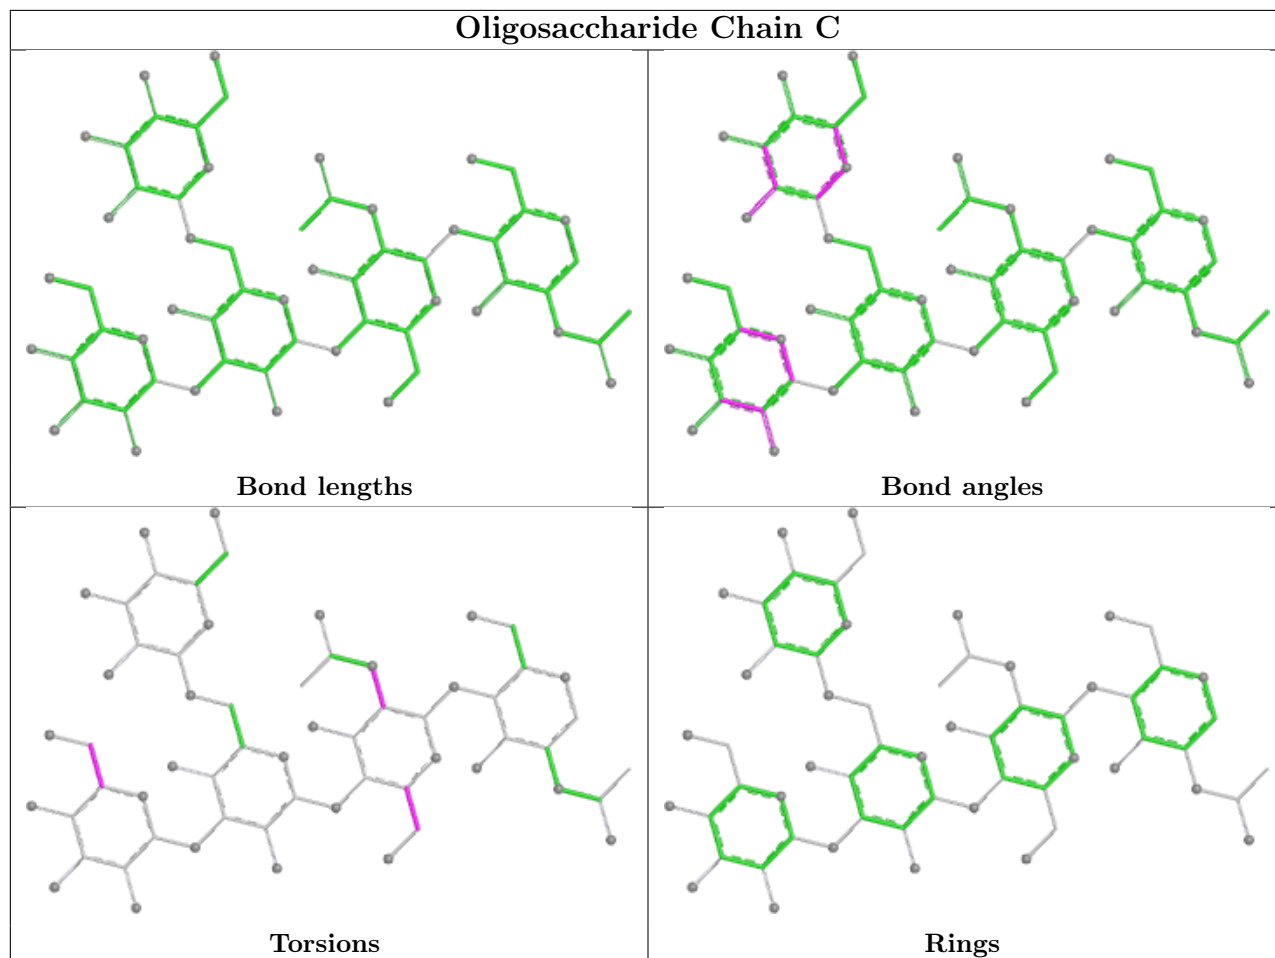 Oligosaccharide Chain C
Bond lengths
Bond angles
Torsions
Rings